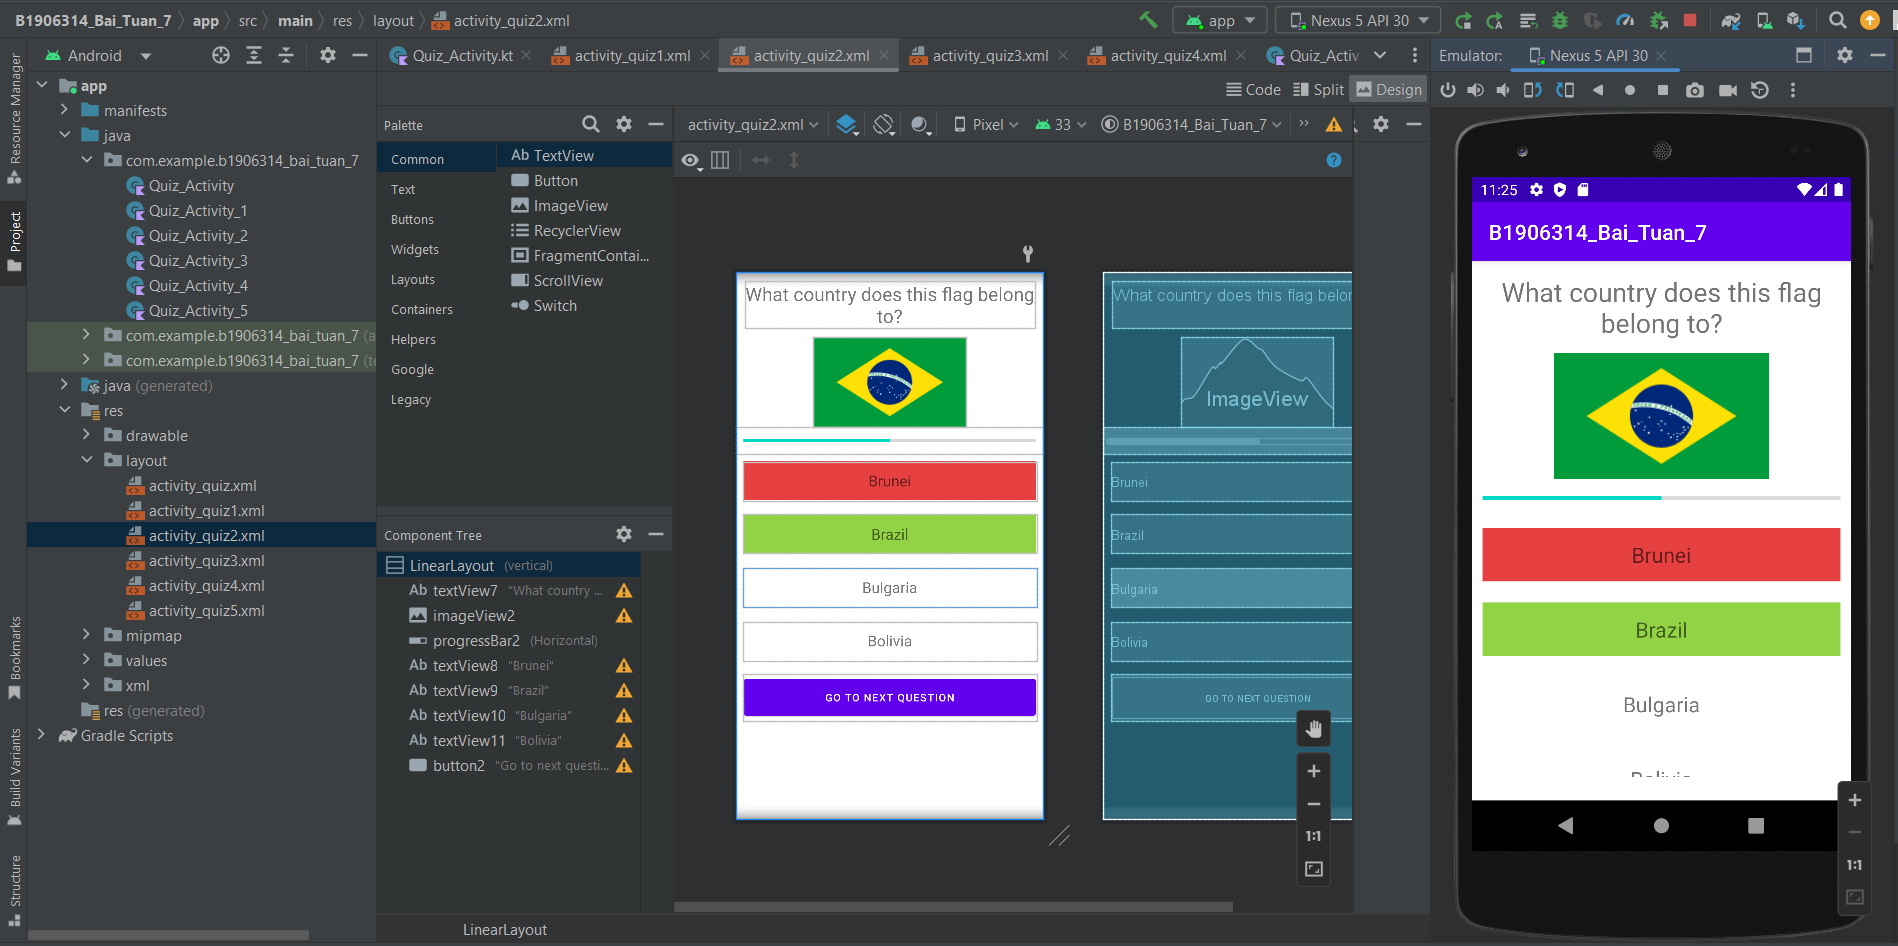 B1906314_Bai_Tuan_7
app
src
main
res
layout
activity_quiz2.xml
app
Nexus 5 API 30
Resource Manager
Project
Bookmarks
Build Variants
Structure
Android
app
manifests
java
com.example.b1906314_bai_tuan_7
Quiz_Activity
Quiz_Activity_1
Quiz_Activity_2
Quiz_Activity_3
Quiz_Activity_4
Quiz_Activity_5
com.example.b1906314_bai_tuan_7 (a
com.example.b1906314_bai_tuan_7 (te
java (generated)
res
drawable
layout
activity_quiz.xml
activity_quiz1.xml
activity_quiz2.xml
activity_quiz3.xml
activity_quiz4.xml
activity_quiz5.xml
mipmap
values
xml
res (generated)
Gradle Scripts
Quiz_Activity.kt
activity_quiz1.xml
activity_quiz2.xml
activity_quiz3.xml
activity_quiz4.xml
Quiz_Activ
Code
Split
Design
Palette
Common
Text
Buttons
Widgets
Layouts
Containers
Helpers
Google
Legacy
Ab TextView
Button
ImageView
RecyclerView
FragmentContai...
ScrollView
Switch
Component Tree
LinearLayout (vertical)
Ab textView7 "What country ...
imageView2
progressBar2 (Horizontal)
Ab textView8 "Brunei"
Ab textView9 "Brazil"
Ab textView10 "Bulgaria"
Ab textView11 "Bolivia"
button2 "Go to next questi...
activity_quiz2.xml
Pixel
33
B1906314_Bai_Tuan_7
What country does this flag belong
to?
Brunei
Brazil
Bulgaria
Bolivia
GO TO NEXT QUESTION
What country does this flag belor
ImageView
Brunei
Brazil
Bulgaria
Bolivia
GO TO NEXT QUESTION
1:1
LinearLayout
Emulator:
Nexus 5 API 30
11:25
B1906314_Bai_Tuan_7
What country does this flag
belong to?
Brunei
Brazil
Bulgaria
Bolivia
1:1